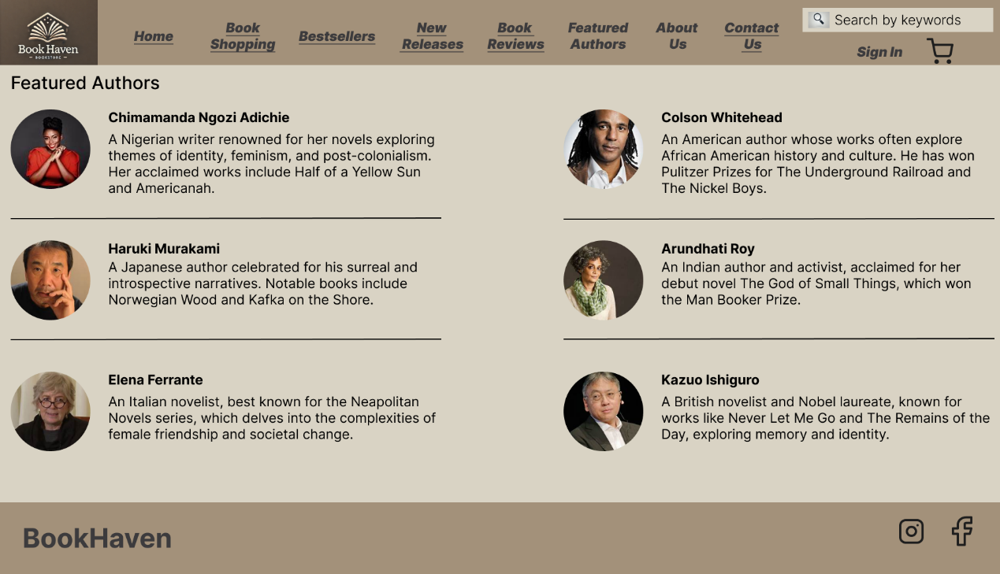 Book Haven
BOOKSTORE
Home
Book
Shopping
Bestsellers
New
Releases
Book
Reviews
Featured
Authors
About
Us
Contact
Us
Search by keywords
Sign In
Featured Authors
Chimamanda Ngozi Adichie
A Nigerian writer renowned for her novels exploring
themes of identity, feminism, and post-colonialism.
Her acclaimed works include Half of a Yellow Sun
and Americanah.
Colson Whitehead
An American author whose works often explore
African American history and culture. He has won
Pulitzer Prizes for The Underground Railroad and
The Nickel Boys.
Haruki Murakami
A Japanese author celebrated for his surreal and
introspective narratives. Notable books include
Norwegian Wood and Kafka on the Shore.
Arundhati Roy
An Indian author and activist, acclaimed for her
debut novel The God of Small Things, which won
the Man Booker Prize.
Elena Ferrante
An Italian novelist, best known for the Neapolitan
Novels series, which delves into the complexities of
female friendship and societal change.
Kazuo Ishiguro
A British novelist and Nobel laureate, known for
works like Never Let Me Go and The Remains of the
Day, exploring memory and identity.
BookHaven